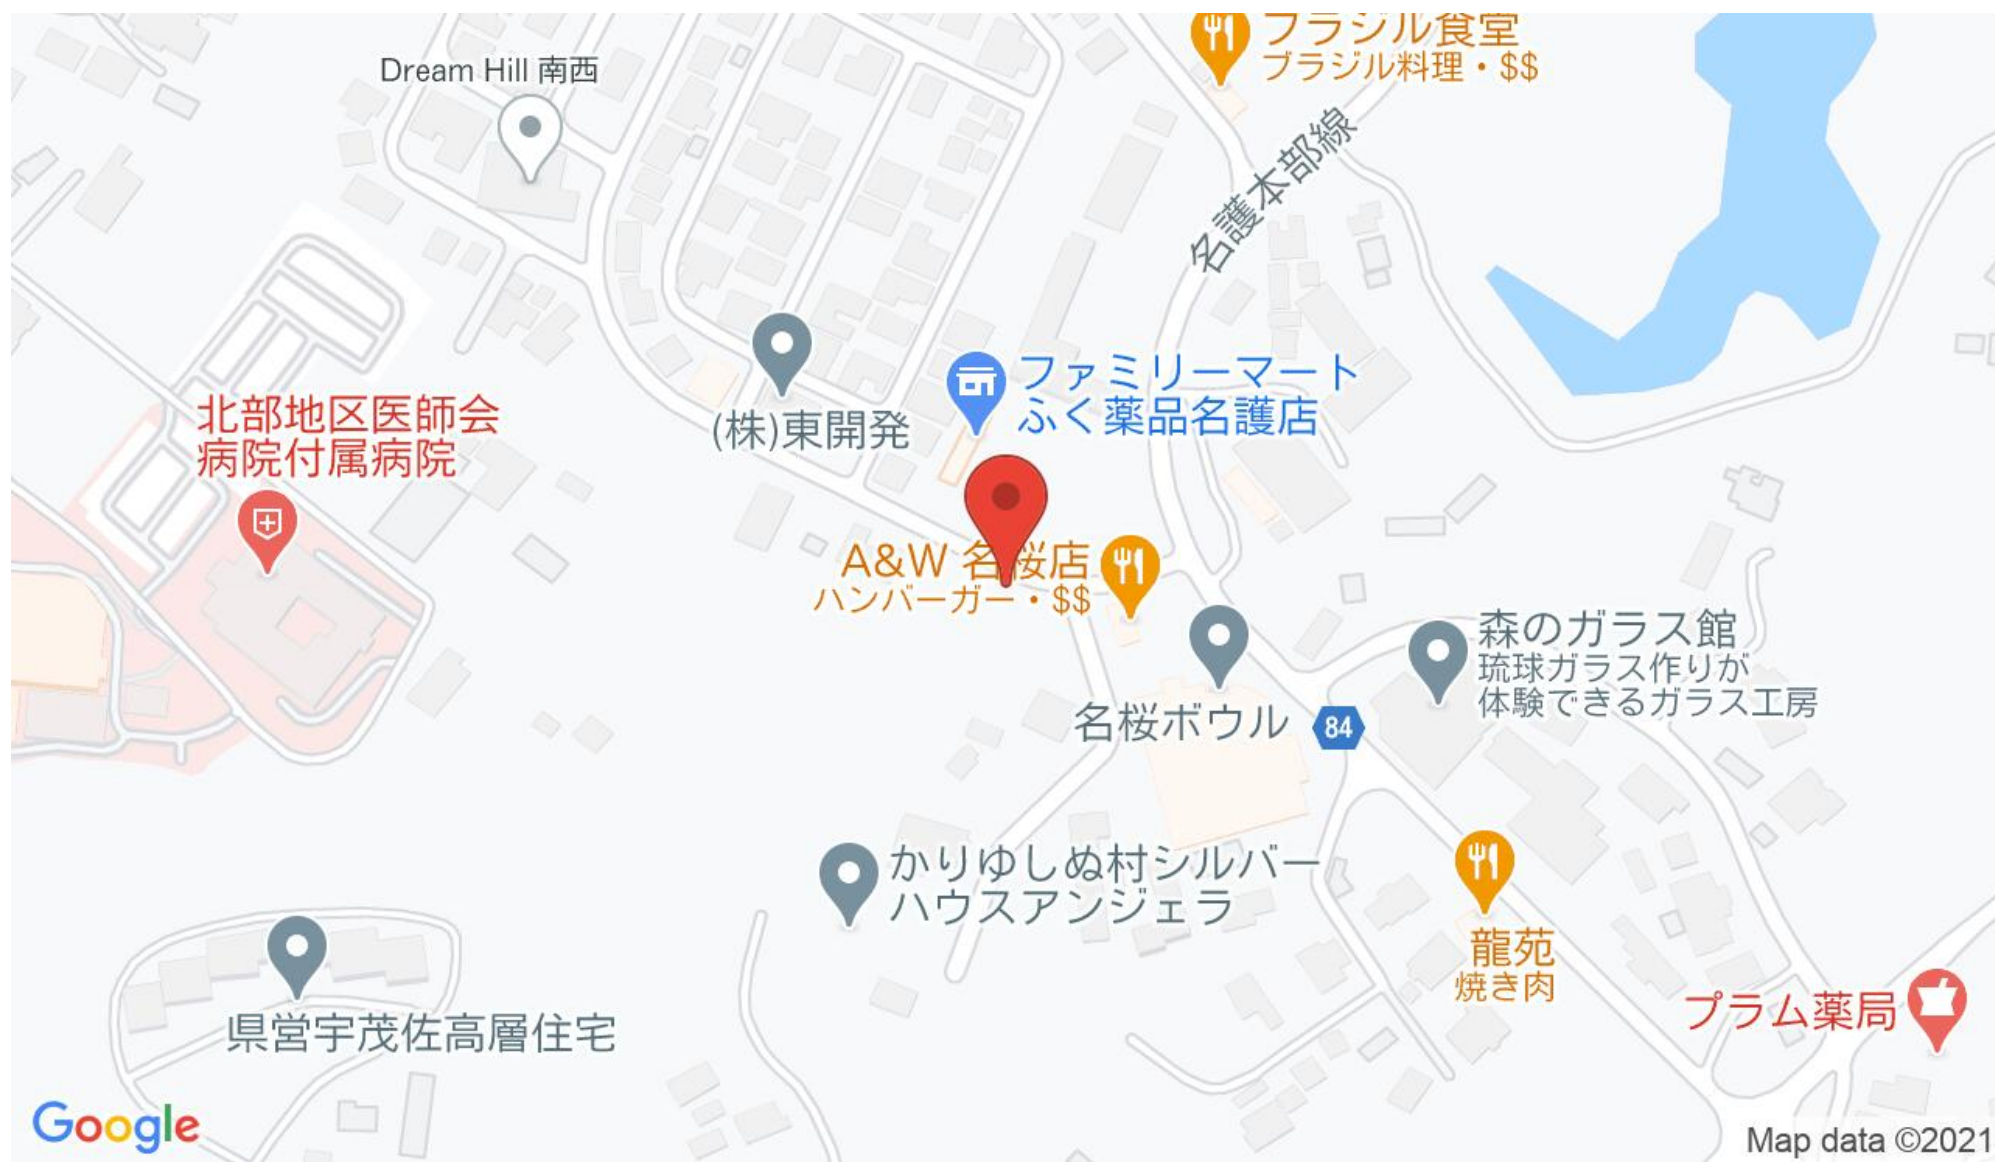 ブラジル食堂
ブラジル料理・$$
Dream Hill 南西
名護本部線
ファミリーマート
ふく薬品名護店
(株)東開発
北部地区医師会
病院付属病院
A&W 名桜店
ハンバーガー・$$
森のガラス館
琉球ガラス作りが
体験できるガラス工房
名桜ボウル
84
かりゆしぬ村シルバー
ハウスアンジェラ
龍苑
焼き肉
プラム薬局
県営宇茂佐高層住宅
Google
Map data ©2021